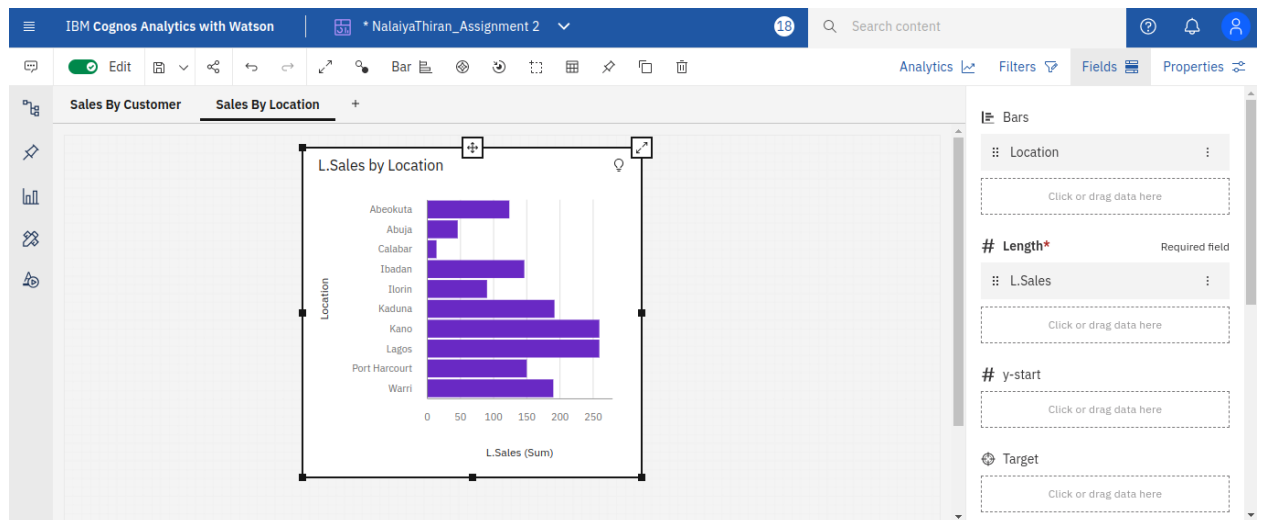 IBM Cognos Analytics with Watson
* NalaiyaThiran_Assignment 2
18
Search content
Edit
Bar
Analytics
Filters
Fields
Properties
Sales By Customer
Sales By Location
+
L.Sales by Location
Location
Abeokuta
Abuja
Calabar
Ibadan
Ilorin
Kaduna
Kano
Lagos
Port Harcourt
Warri
0 50 100 150 200 250
L.Sales (Sum)
Bars
Location
Click or drag data here
# Length* Required field
L.Sales
Click or drag data here
# y-start
Click or drag data here
Target
Click or drag data here